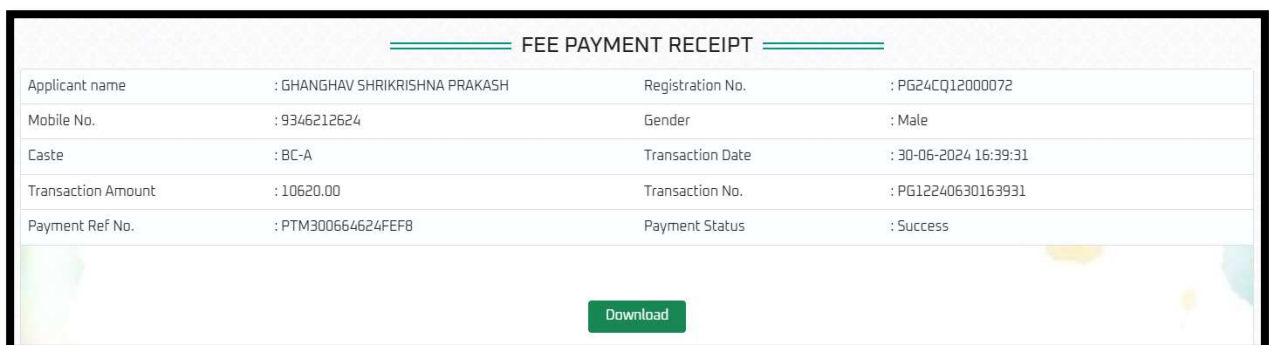 FEE PAYMENT RECEIPT
Applicant name : GHANGHAV SHRIKRISHNA PRAKASH Registration No. : PG24CQ12000072
Mobile No. : 9346212624 Gender : Male
Caste : BC-A Transaction Date : 30-06-2024 16:39:31
Transaction Amount : 10620.00 Transaction No. : PG12240630163931
Payment Ref No. : PTM300664624FEF8 Payment Status : Success
Download